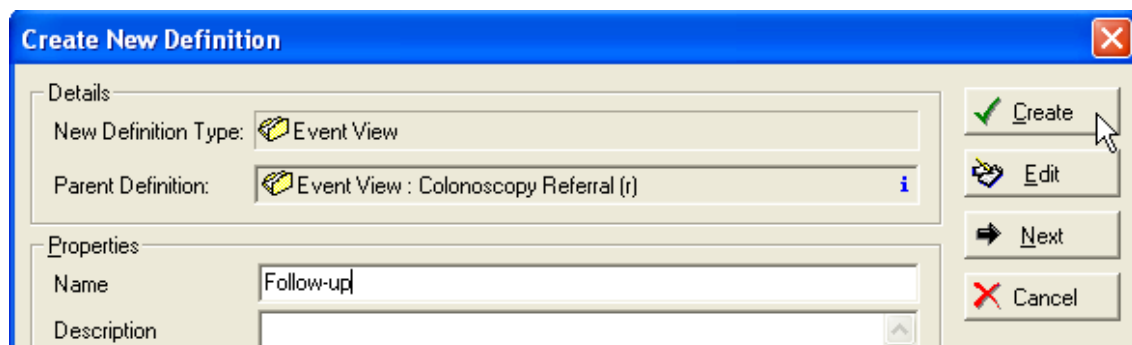 Create New Definition
Details
New Definition Type: Event View
Create
Parent Definition: Event View : Colonoscopy Referral (r) i
Edit
Properties
Next
Name Follow-up
Cancel
Description